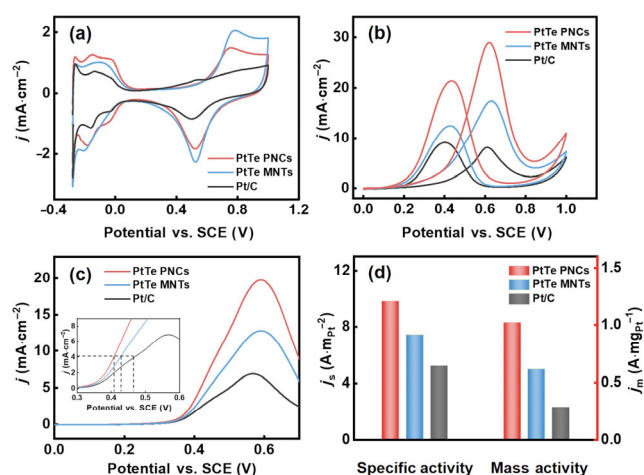 (a)
PtTe PNCs
PtTe MNTs
Pt/C
2
0
−2
j (mA·cm⁻²)
−0.4 0.0 0.4 0.8 1.2
Potential vs. SCE (V)
(b)
PtTe PNCs
PtTe MNTs
Pt/C
30
20
10
0
j (mA·cm⁻²)
0.0 0.2 0.4 0.6 0.8 1.0
Potential vs. SCE (V)
(c)
PtTe PNCs
PtTe MNTs
Pt/C
20
15
10
5
0
j (mA·cm⁻²)
8
6
4
2
0
j (mA·cm⁻²)
0.3 0.4 0.5 0.6
Potential vs. SCE (V)
0.0 0.2 0.4 0.6
Potential vs. SCE (V)
(d)
PtTe PNCs
PtTe MNTs
Pt/C
12
8
4
0
jₛ (A·mPt⁻²)
1.5
1.0
0.5
0.0
jₘ (A·mgPt⁻¹)
Specific activity Mass activity